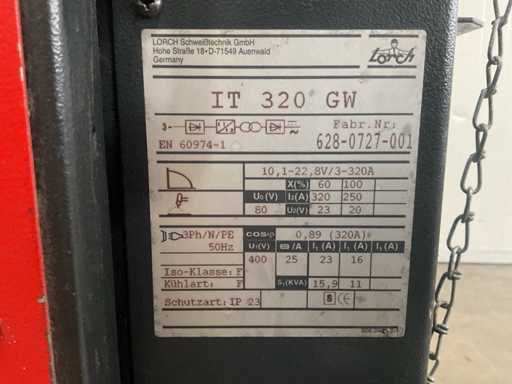 LORCH Schweißtechnik GmbH
Hohe Straße 18•D-71549 Auenwald
Germany
Lorch
IT 320 GW
3~
Fabr.Nr:
EN 60974-1
628-0727-001
10,1-22,8V/3-320A
X(%) 60 100
U₀(V) I₂(A) 320 250
80 U₂(V) 23 20
3Ph/N/PE cosφ 0,89 (320A)
50Hz U₁(V) /A I₁(A) I₁(A) I₁(A)
400 25 23 16
Iso-Klasse: F
Kühlart: F S₁(KVA) 15,9 11
Schutzart: IP 23 S CE